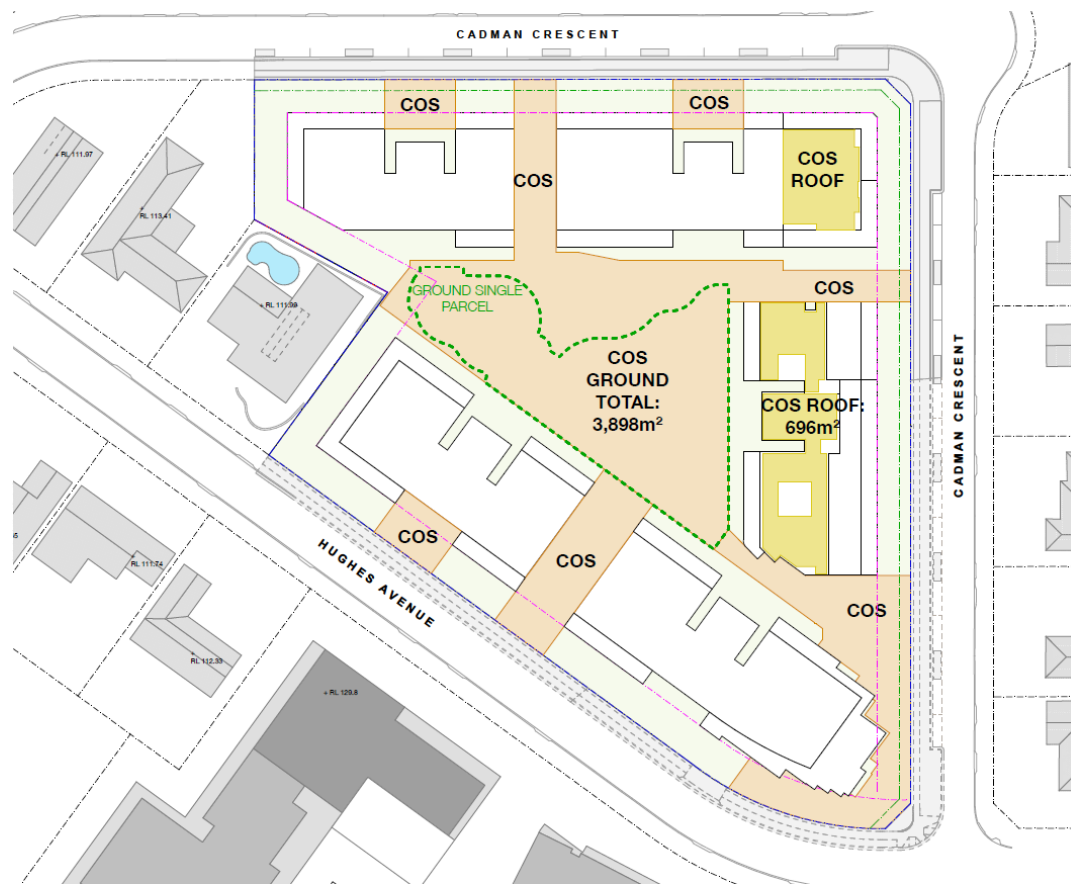 CADMAN CRESCENT
COS
COS
COS
ROOF
COS
RL 111.97
RL 113.41
GROUND SINGLE
PARCEL
COS
RL 111.99
COS
GROUND
TOTAL:
3,898m²
COS ROOF:
696m²
CADMAN CRESCENT
COS
COS
COS
HUGHES AVENUE
RL 111.74
RL 112.33
RL 129.8